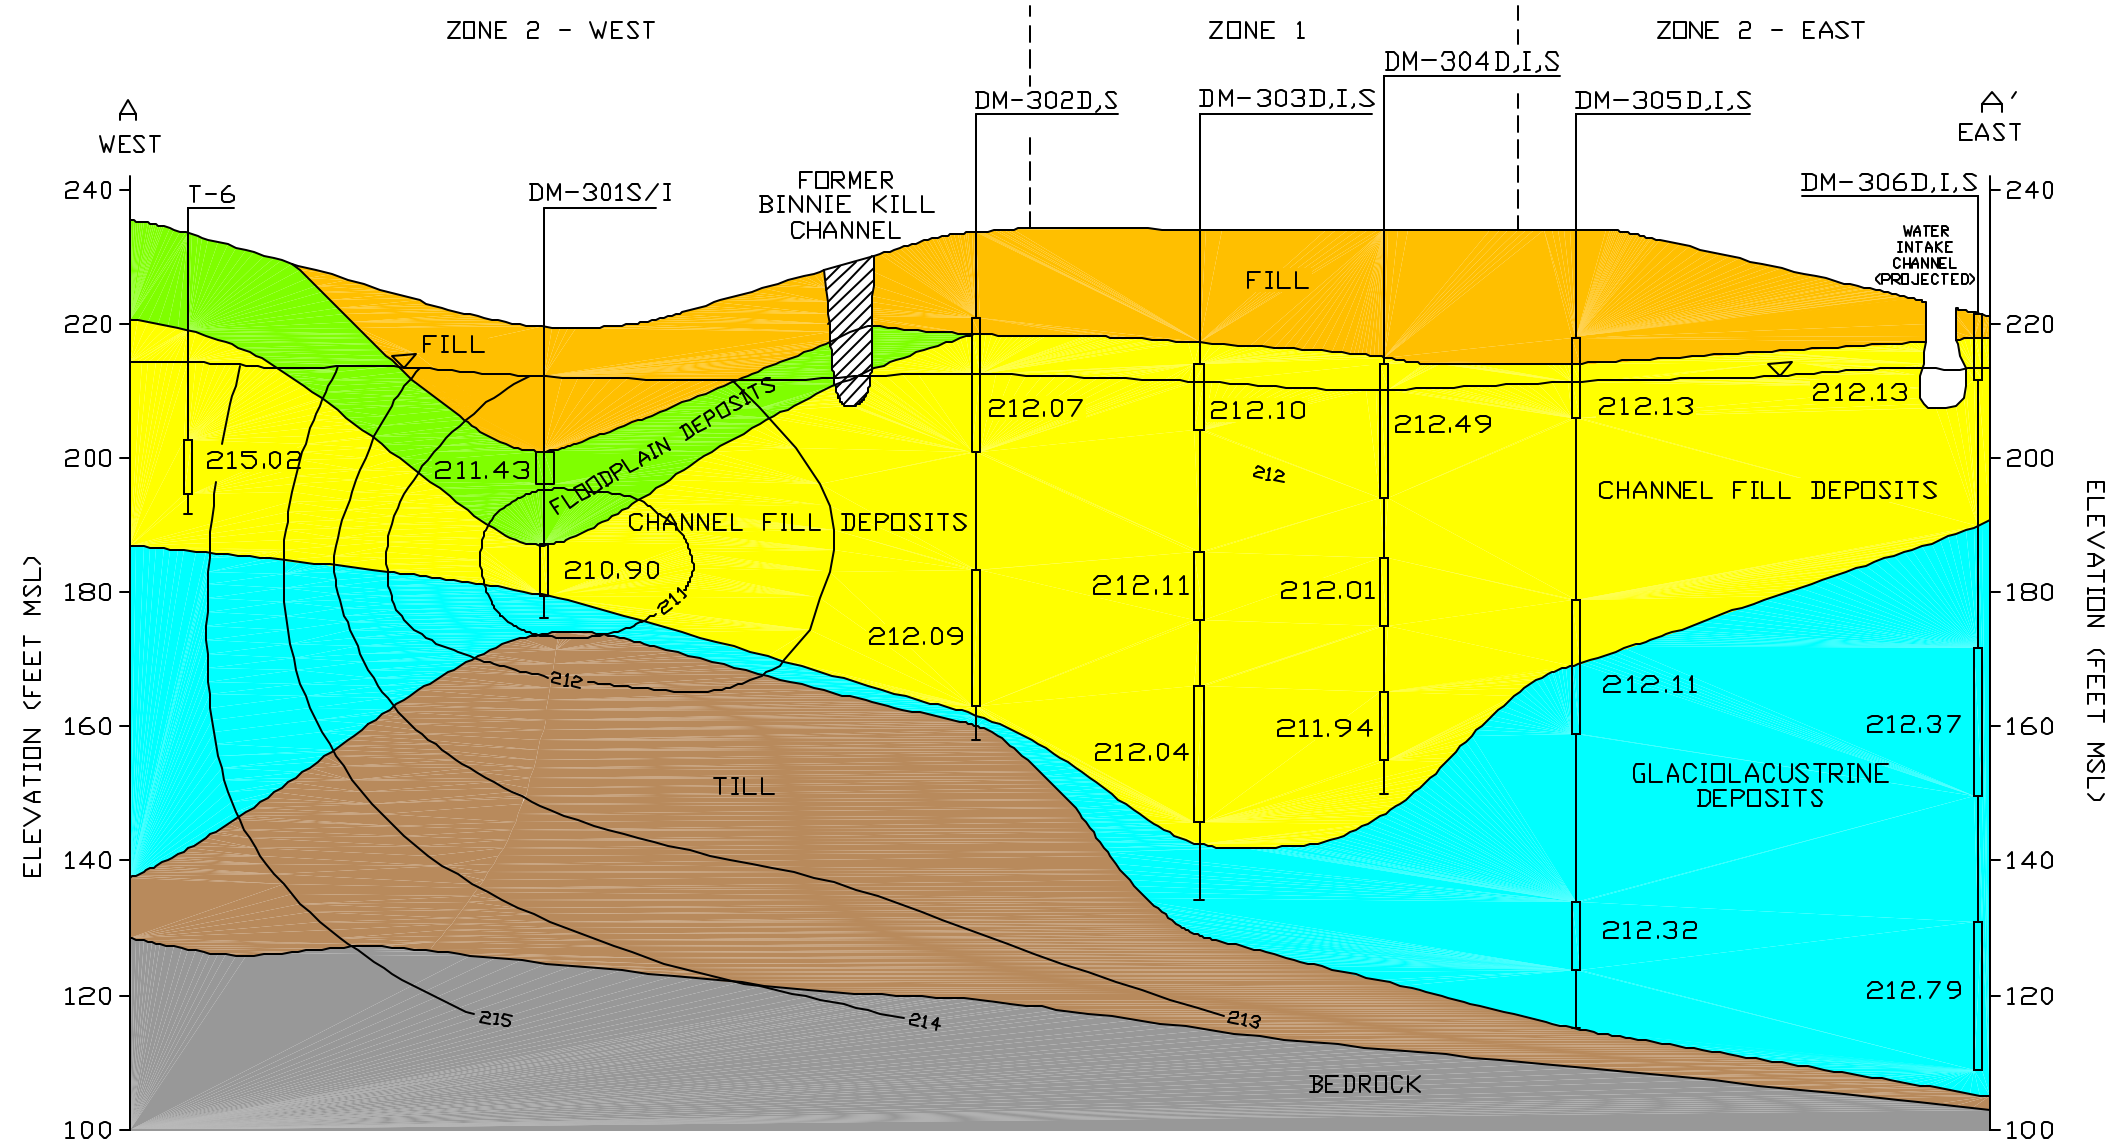 ZONE 2 - WEST
ZONE 1
ZONE 2 - EAST
DM-304D,I,S
DM-302D,S
DM-303D,I,S
DM-305D,I,S
A
WEST
A'
EAST
T-6
DM-301S/I
FORMER
BINNIE KILL
CHANNEL
DM-306D,I,S
WATER
INTAKE
CHANNEL
(PROJECTED)
240
220
200
180
160
140
120
100
ELEVATION (FEET MSL)
240
220
200
180
160
140
120
100
ELEVATION (FEET MSL)
FILL
FILL
FLOODPLAIN DEPOSITS
CHANNEL FILL DEPOSITS
CHANNEL FILL DEPOSITS
GLACIOLACUSTRINE
DEPOSITS
TILL
BEDROCK
215.02
211.43
210.90
212.07
212.09
212.10
212.11
212.04
212.49
212.01
211.94
212.13
212.11
212.32
212.13
212.37
212.79
212
211
212
215
214
213